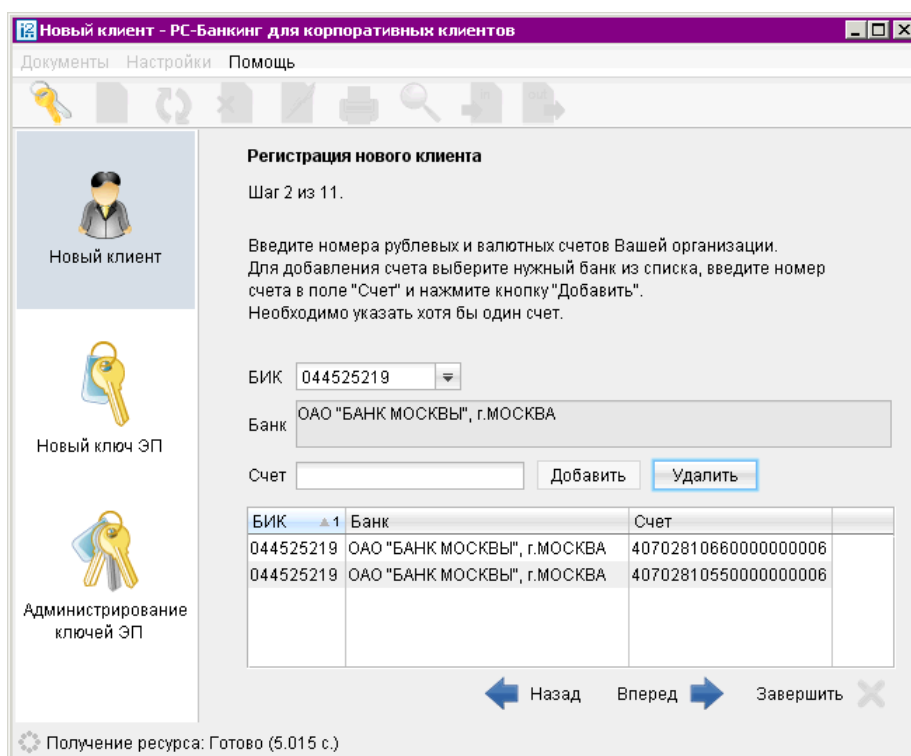 Новый клиент - РС-Банкинг для корпоративных клиентов
Документы Настройки Помощь
in out
Новый клиент
Новый ключ ЭП
Администрирование
ключей ЭП
Регистрация нового клиента
Шаг 2 из 11.
Введите номера рублевых и валютных счетов Вашей организации.
Для добавления счета выберите нужный банк из списка, введите номер
счета в поле "Счет" и нажмите кнопку "Добавить".
Необходимо указать хотя бы один счет.
БИК 044525219
Банк ОАО "БАНК МОСКВЫ", г.МОСКВА
Счет Добавить Удалить
БИК 1 Банк Счет
044525219 ОАО "БАНК МОСКВЫ", г.МОСКВА 40702810660000000006
044525219 ОАО "БАНК МОСКВЫ", г.МОСКВА 40702810550000000006
Назад Вперед Завершить
Получение ресурса: Готово (5.015 с.)